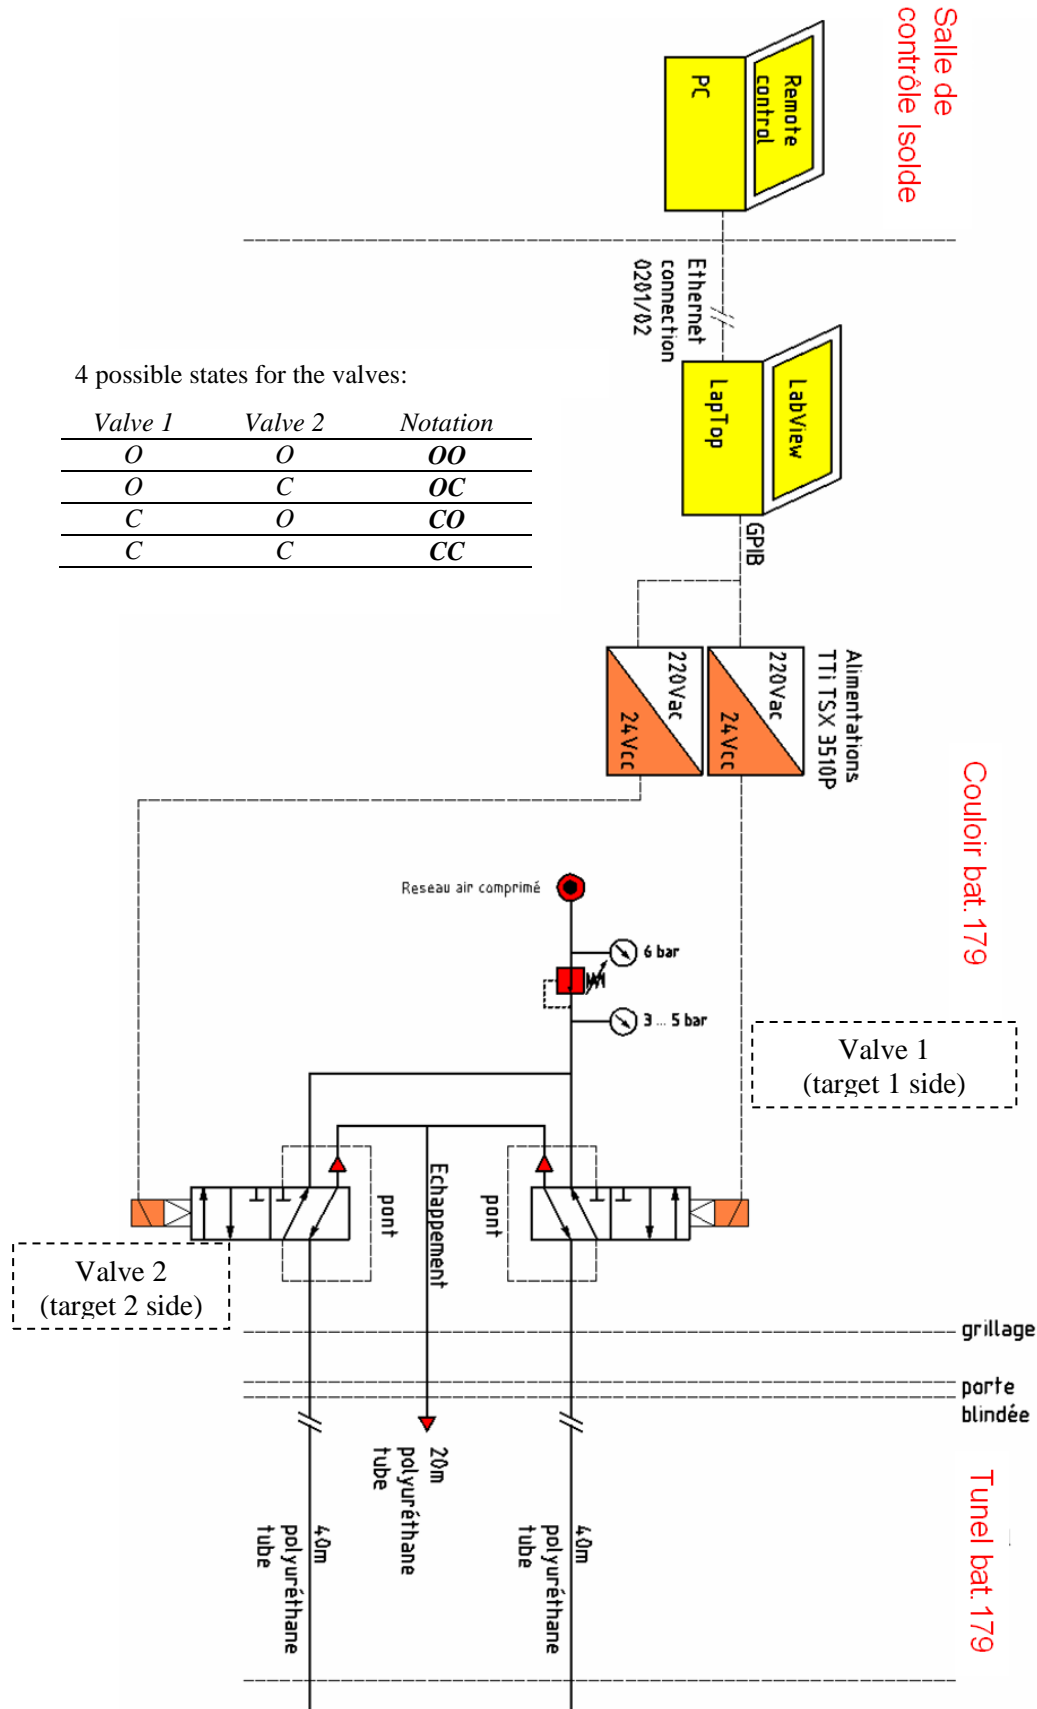 Salle de
contrôle Isolde
Remote
control
PC
Ethernet
connection
0201/02
4 possible states for the valves:
Valve 1 Valve 2 Notation
O O OO
O C OC
C O CO
C C CC
LabView
LapTop
GPIB
Alimentations
TTi TSX 3510P
220Vac
24Vcc
220Vac
24Vcc
Couloir bat. 179
Reseau air comprimé
6 bar
3 ... 5 bar
Valve 1
(target 1 side)
Echappement
pont
pont
Valve 2
(target 2 side)
grillage
porte
blindée
20m
polyuréthane
tube
Tunel bat. 179
40m
polyuréthane
tube
40m
polyuréthane
tube